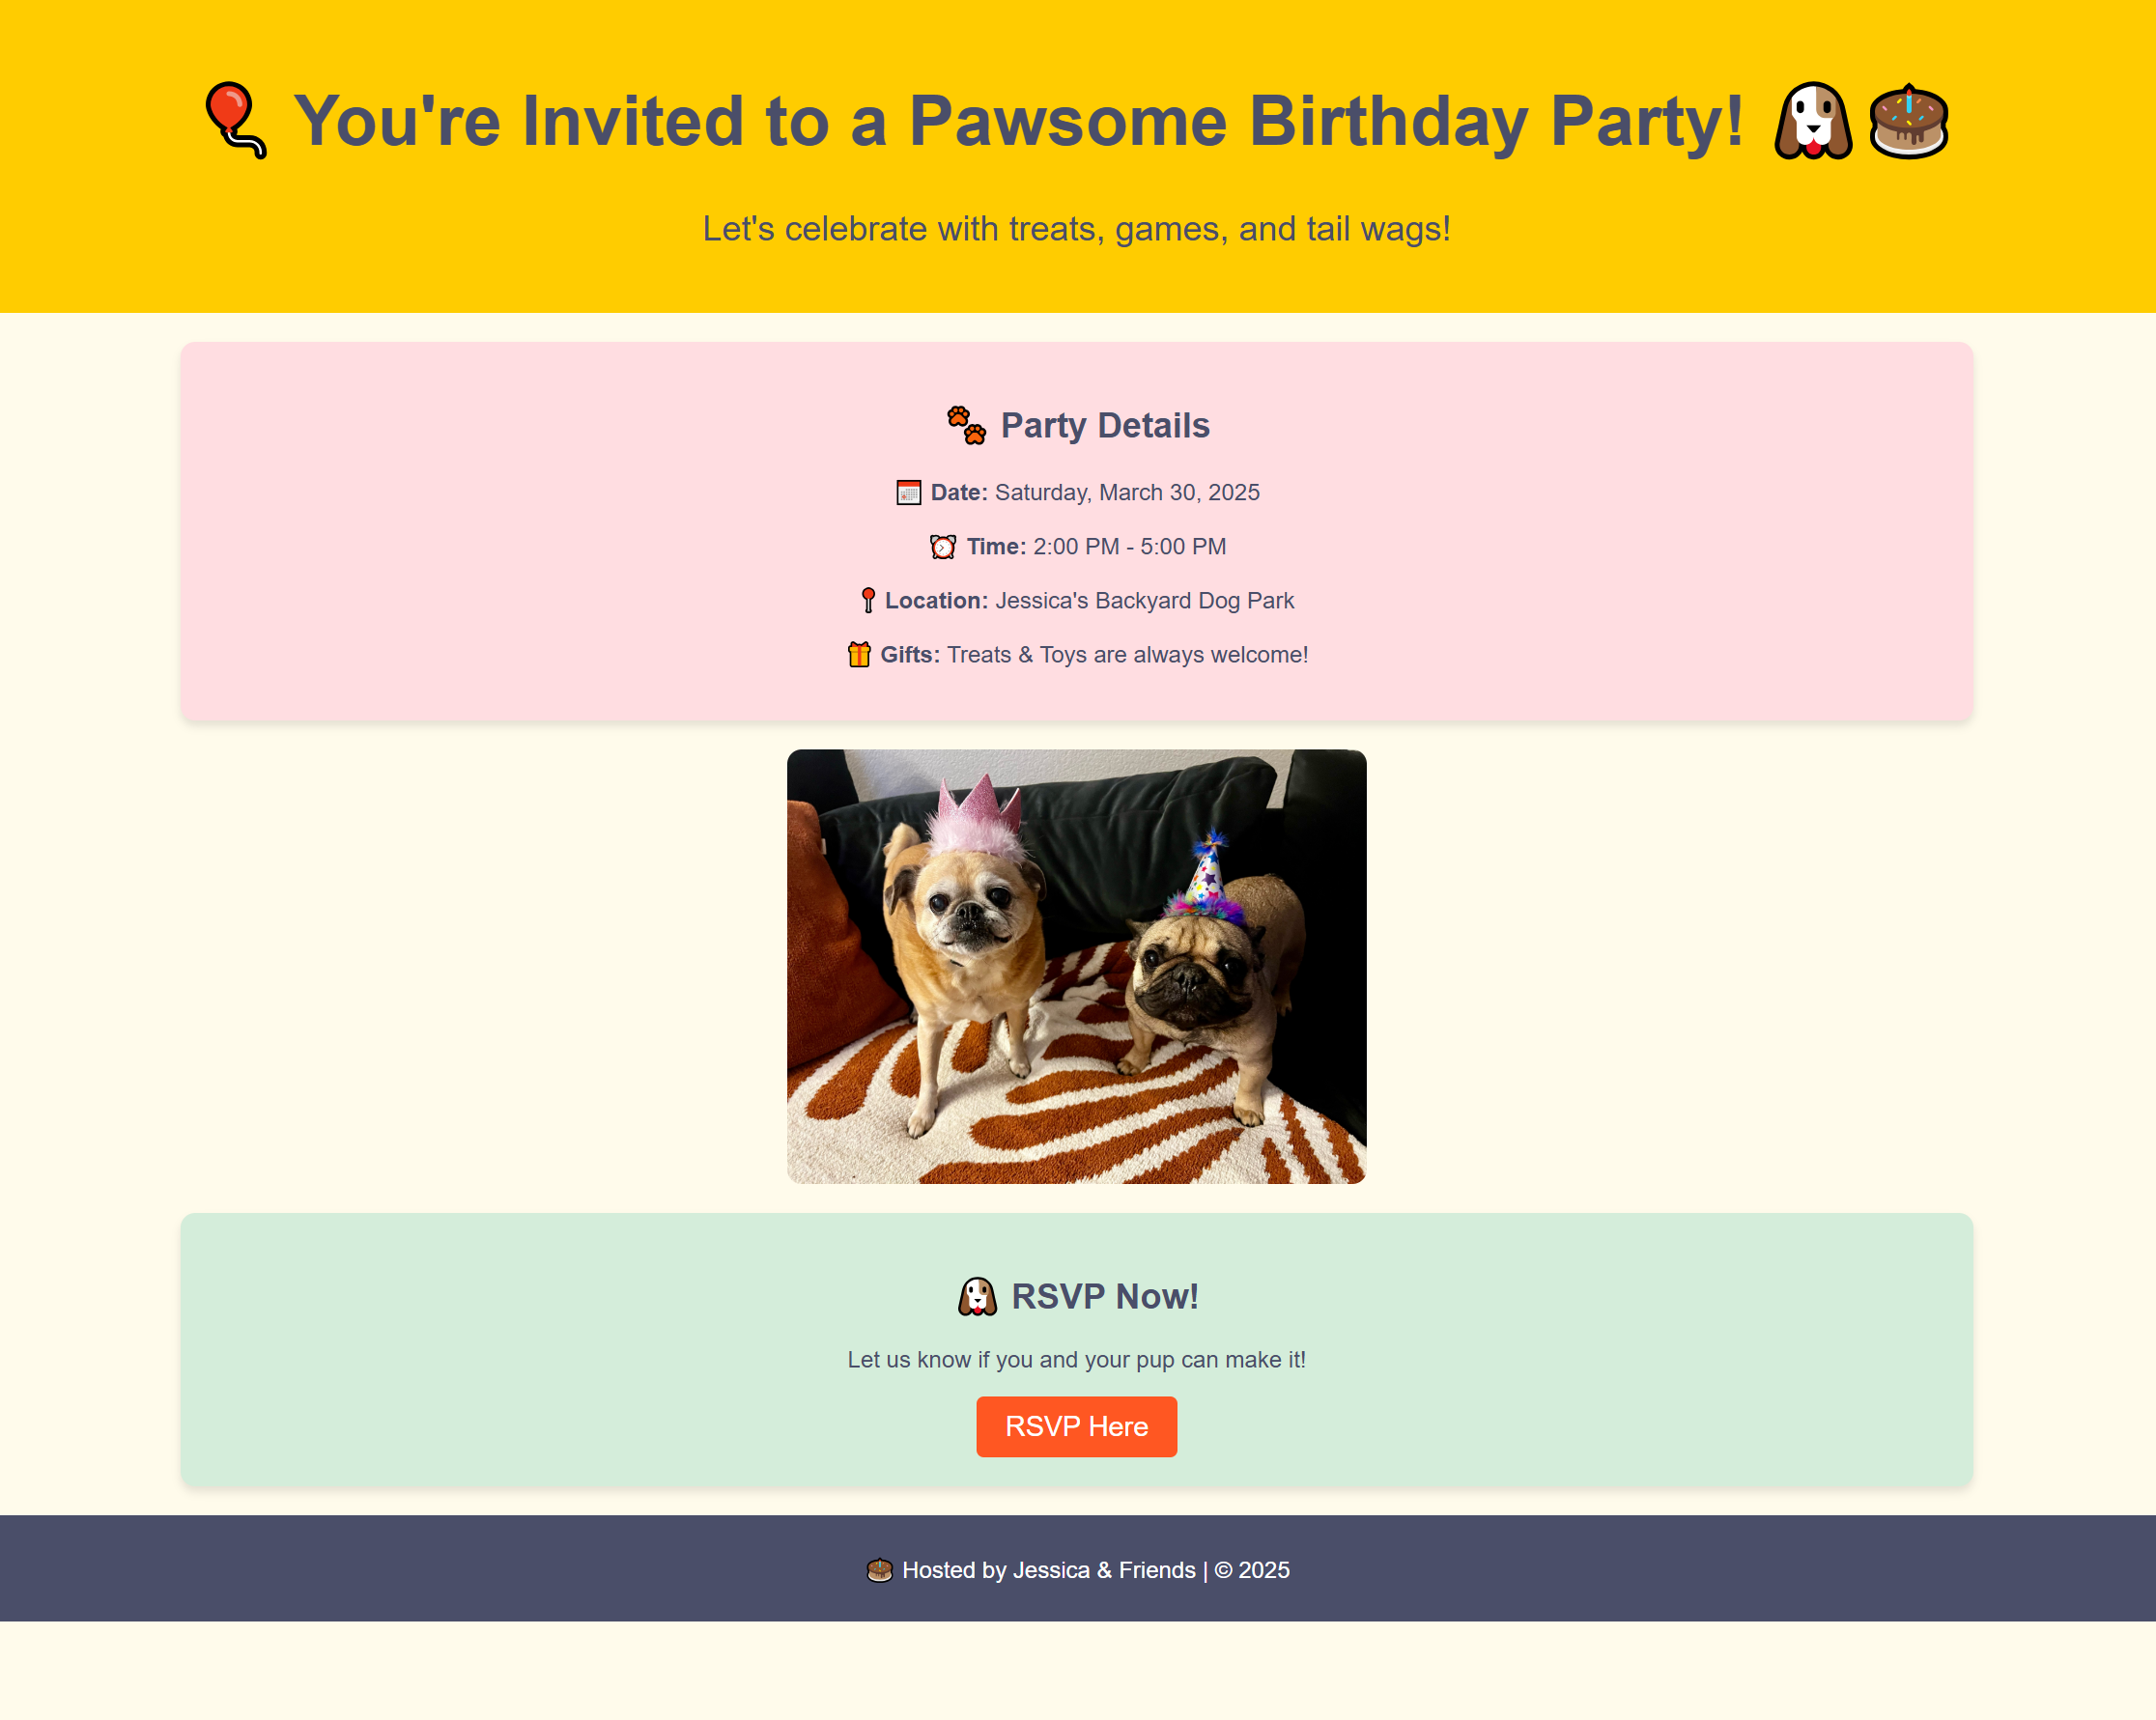 You're Invited to a Pawsome Birthday Party!
Let's celebrate with treats, games, and tail wags!
Party Details
Date: Saturday, March 30, 2025
Time: 2:00 PM - 5:00 PM
Location: Jessica's Backyard Dog Park
Gifts: Treats & Toys are always welcome!
RSVP Now!
Let us know if you and your pup can make it!
RSVP Here
Hosted by Jessica & Friends | © 2025